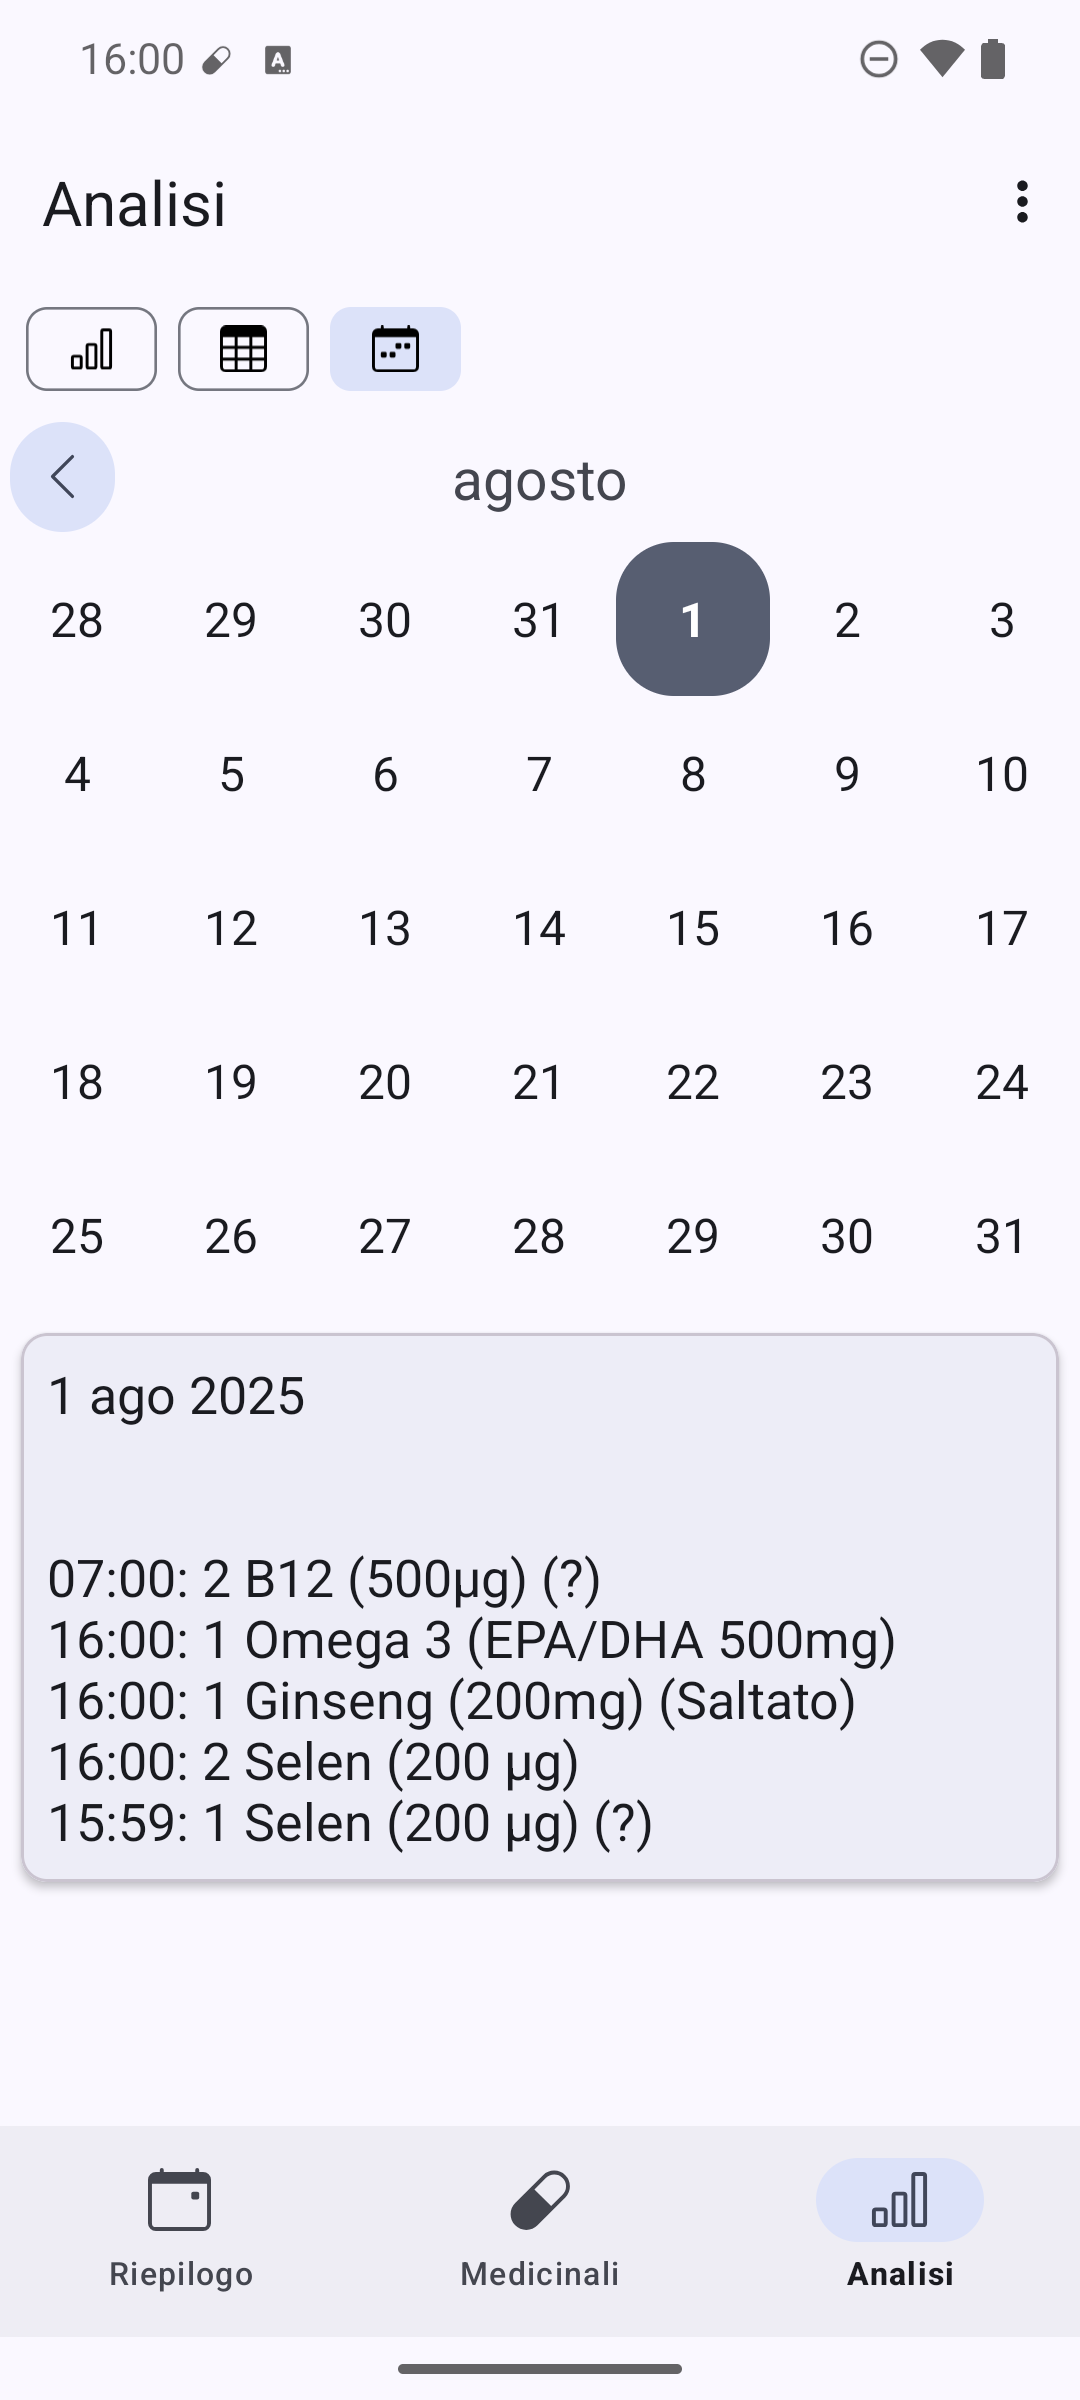 16:00
Analisi
agosto
28 29 30 31 1 2 3
4 5 6 7 8 9 10
11 12 13 14 15 16 17
18 19 20 21 22 23 24
25 26 27 28 29 30 31
1 ago 2025
07:00: 2 B12 (500µg) (?)
16:00: 1 Omega 3 (EPA/DHA 500mg)
16:00: 1 Ginseng (200mg) (Saltato)
16:00: 2 Selen (200 µg)
15:59: 1 Selen (200 µg) (?)
Riepilogo Medicinali Analisi